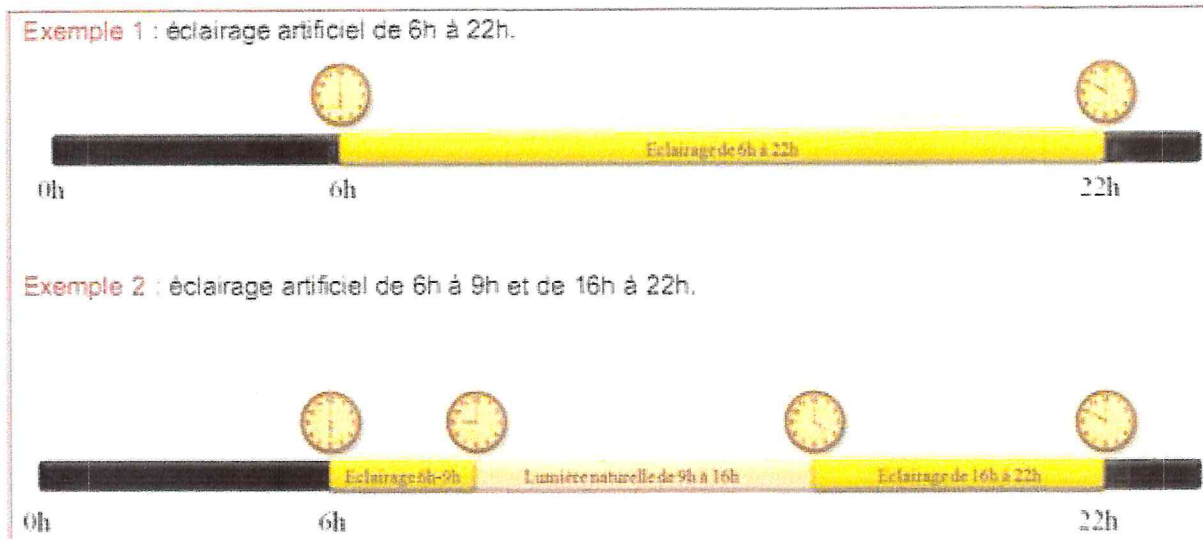 Exemple 1 : éclairage artificiel de 6h à 22h.
Eclairage de 6h à 22h
0h 6h 22h
Exemple 2 : éclairage artificiel de 6h à 9h et de 16h à 22h.
Eclairage 6h-9h Lumière naturelle de 9h à 16h Eclairage de 16h à 22h
0h 6h 22h